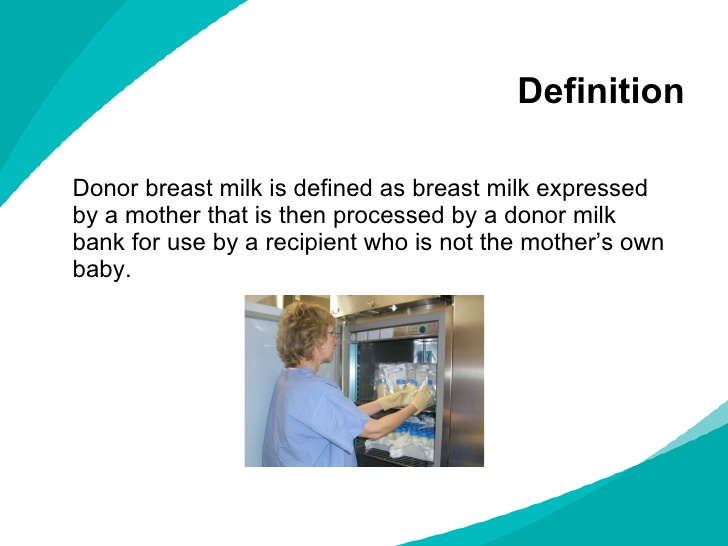 Definition
Donor breast milk is defined as breast milk expressed
by a mother that is then processed by a donor milk
bank for use by a recipient who is not the mother’s own
baby.